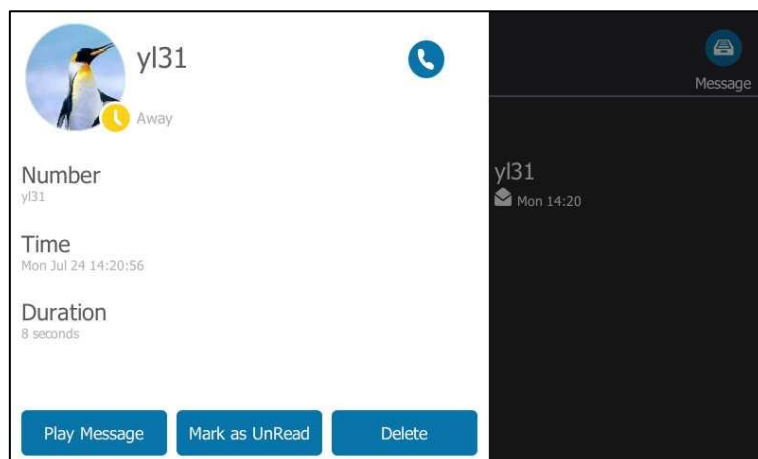 yl31
Away
Number
yl31
Time
Mon Jul 24 14:20:56
Duration
8 seconds
Play Message
Mark as UnRead
Delete
Message
yl31
Mon 14:20